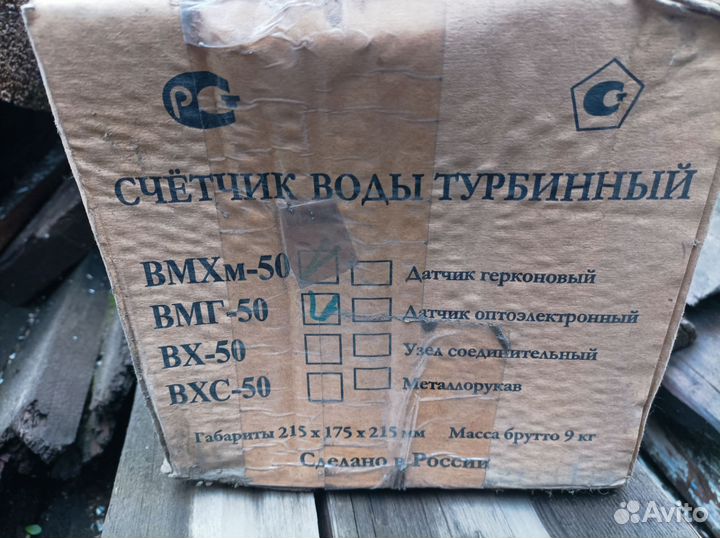 РСТ
СЧЁТЧИК ВОДЫ ТУРБИННЫЙ
ВМХм-50 Датчик герконовый
ВМГ-50 Датчик оптоэлектронный
ВХ-50 Узел соединительный
ВХС-50 Металлорукав
Габариты 215 х 175 х 215 мм Масса брутто 9 кг
Сделано в России
Avito